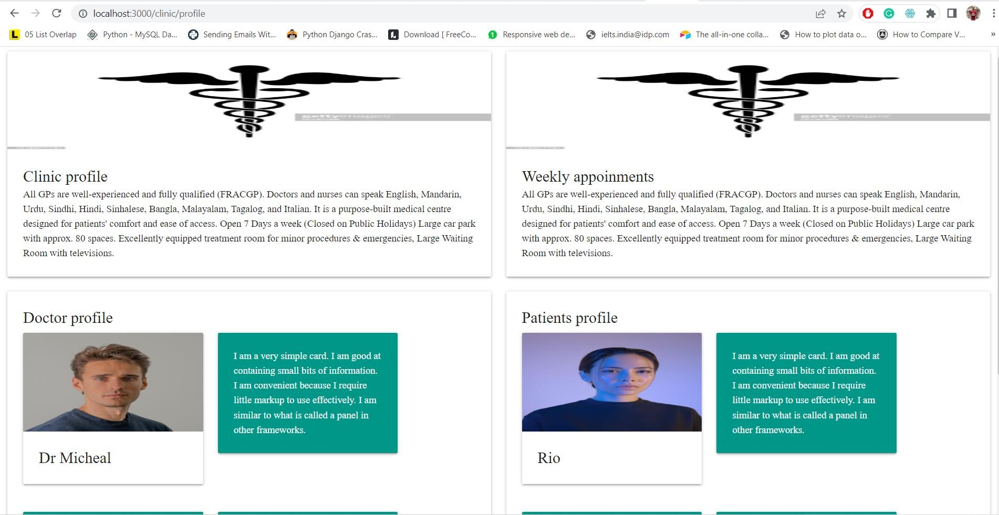 localhost:3000/clinic/profile
05 List Overlap
Python - MySQL Da...
Sending Emails Wit...
Python Django Cras...
Download [ FreeCo...
Responsive web de...
ielts.india@idp.com
The all-in-one colla...
How to plot data o...
How to Compare V...
»
gettyimages
gettyimages
Clinic profile
All GPs are well-experienced and fully qualified (FRACGP). Doctors and nurses can speak English, Mandarin,
Urdu, Sindhi, Hindi, Sinhalese, Bangla, Malayalam, Tagalog, and Italian. It is a purpose-built medical centre
designed for patients' comfort and ease of access. Open 7 Days a week (Closed on Public Holidays) Large car park
with approx. 80 spaces. Excellently equipped treatment room for minor procedures & emergencies, Large Waiting
Room with televisions.
Weekly appoinments
All GPs are well-experienced and fully qualified (FRACGP). Doctors and nurses can speak English, Mandarin,
Urdu, Sindhi, Hindi, Sinhalese, Bangla, Malayalam, Tagalog, and Italian. It is a purpose-built medical centre
designed for patients' comfort and ease of access. Open 7 Days a week (Closed on Public Holidays) Large car park
with approx. 80 spaces. Excellently equipped treatment room for minor procedures & emergencies, Large Waiting
Room with televisions.
Doctor profile
I am a very simple card. I am good at
containing small bits of information.
I am convenient because I require
little markup to use effectively. I am
similar to what is called a panel in
other frameworks.
Dr Micheal
Patients profile
I am a very simple card. I am good at
containing small bits of information.
I am convenient because I require
little markup to use effectively. I am
similar to what is called a panel in
other frameworks.
Rio